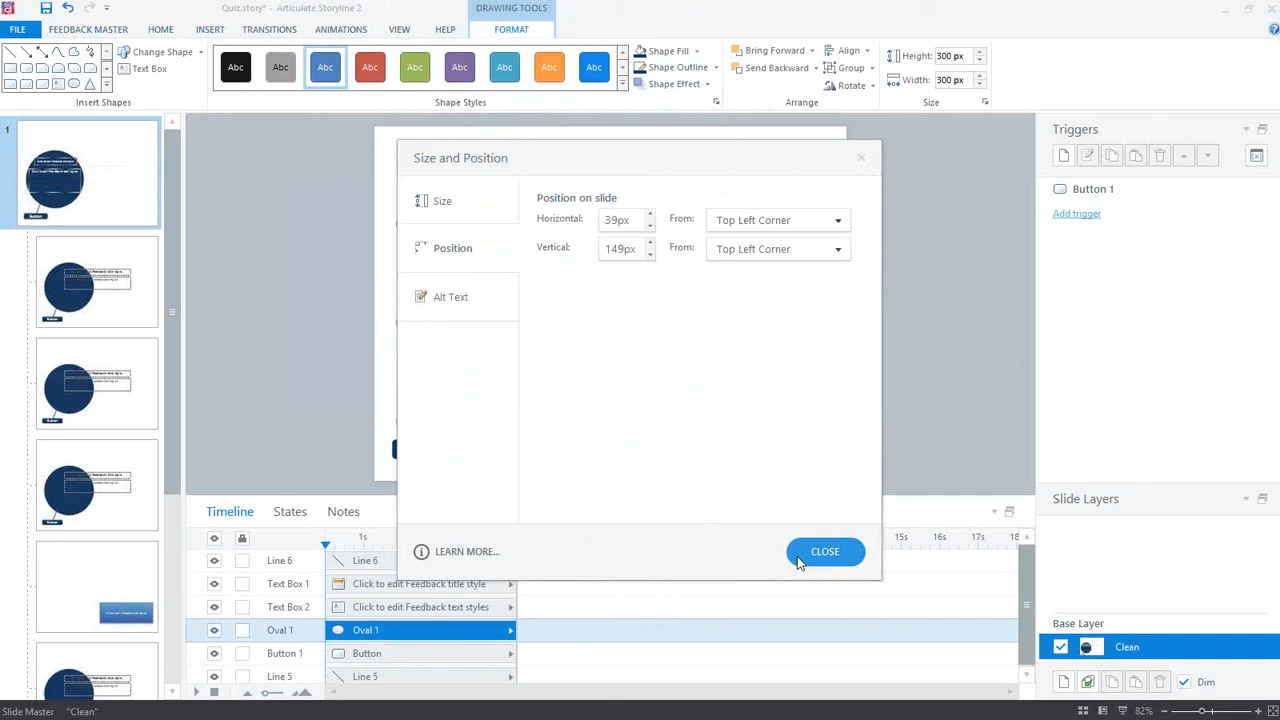 Quiz.story* - Articulate Storyline 2
DRAWING TOOLS
FILE
FEEDBACK MASTER
HOME
INSERT
TRANSITIONS
ANIMATIONS
VIEW
HELP
FORMAT
Change Shape
Text Box
Insert Shapes
Abc
Abc
Abc
Abc
Abc
Abc
Abc
Abc
Abc
Shape Styles
Shape Fill
Shape Outline
Shape Effect
Bring Forward
Send Backward
Align
Group
Rotate
Arrange
Height: 300 px
Width: 300 px
Size
1
Button
Size and Position
Size
Position
Alt Text
Position on slide
Horizontal: 39px From: Top Left Corner
Vertical: 149px From: Top Left Corner
LEARN MORE...
CLOSE
Triggers
Button 1
Add trigger
Timeline
States
Notes
1s
15s
16s
17s
18
Line 6 Line 6
Text Box 1 Click to edit Feedback title style
Text Box 2 Click to edit Feedback text styles
Oval 1 Oval 1
Button 1 Button
Line 5 Line 5
Slide Layers
Base Layer
Clean
Dim
Slide Master
"Clean"
82%